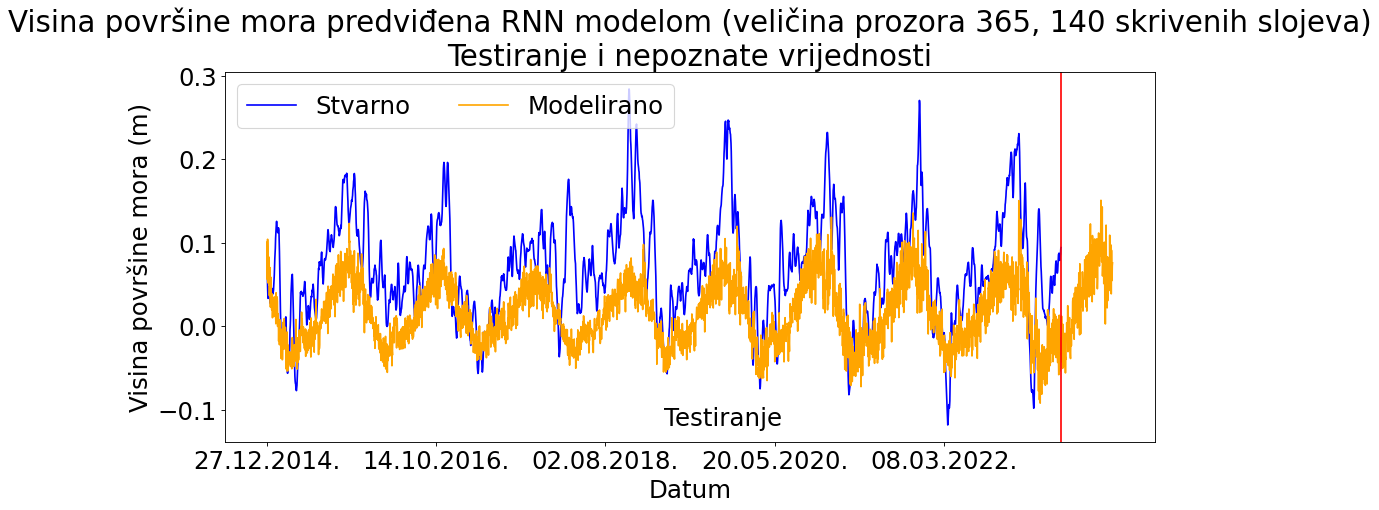 Visina površine mora predviđena RNN modelom (veličina prozora 365, 140 skrivenih slojeva)
Testiranje i nepoznate vrijednosti
Stvarno
Modelirano
Visina površine mora (m)
0.3
0.2
0.1
0.0
−0.1
Testiranje
27.12.2014.
14.10.2016.
02.08.2018.
20.05.2020.
08.03.2022.
Datum